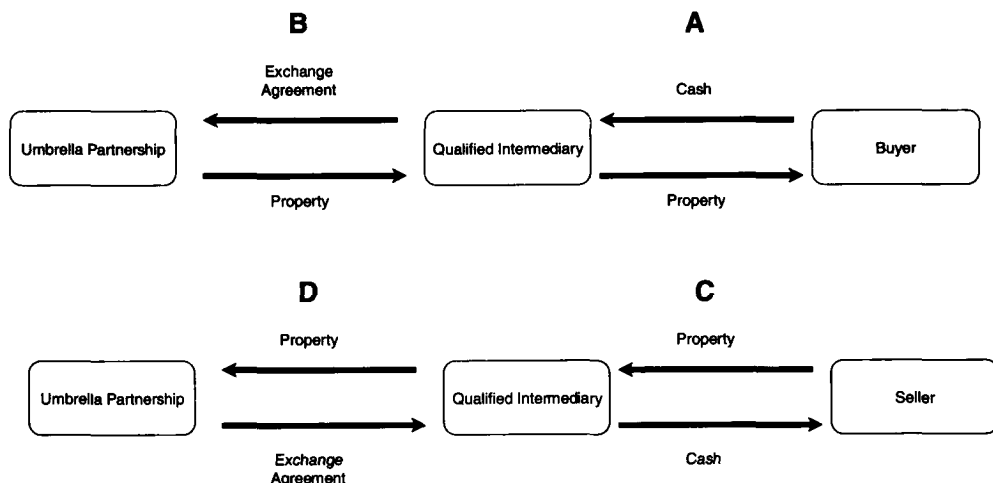 B
A
Exchange
Agreement
Cash
Umbrella Partnership
Qualified Intermediary
Buyer
Property
Property
D
C
Property
Property
Umbrella Partnership
Qualified Intermediary
Seller
Exchange
Agreement
Cash